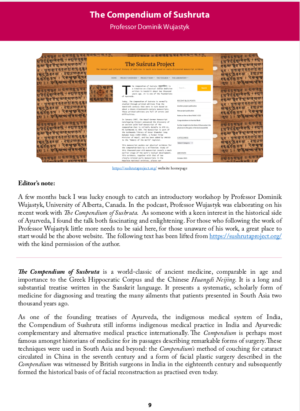 The Compendium of Sushruta
Professor Dominik Wujastyk
The Suśruta Project
https://sushrutaproject.org/ website homepage
Editor's note:
A few months back I was lucky enough to catch an introductory workshop by Professor Dominik
Wujastyk, University of Alberta, Canada. In the podcast, Professor Wujastyk was elaborating on his
recent work with The Compendium of Sushruta. As someone with a keen interest in the historical side
of Ayurveda, I found the talk both fascinating and enlightening. For those who following the work of
Professor Wujastyk little more needs to be said here, for those unaware of his work, a great place to
start would be the above website. The following text has been lifted from https://sushrutaproject.org/
with the kind permission of the author.
The Compendium of Sushruta is a world-classic of ancient medicine, comparable in age and
importance to the Greek Hippocratic Corpus and the Chinese Huangdi Neijing. It is a long and
substantial treatise written in the Sanskrit language. It presents a systematic, scholarly form of
medicine for diagnosing and treating the many ailments that patients presented in South Asia two
thousand years ago.
As one of the founding treatises of Ayurveda, the indigenous medical system of India,
the Compendium of Sushruta still informs indigenous medical practice in India and Ayurvedic
complementary and alternative medical practice internationally. The Compendium is perhaps most
famous amongst historians of medicine for its passages describing remarkable forms of surgery. These
techniques were used in South Asia and beyond: the Compendium's method of couching for cataract
circulated in China in the seventh century and a form of facial plastic surgery described in the
Compendium was witnessed by British surgeons in India in the eighteenth century and subsequently
formed the historical basis of facial reconstruction as practised even today.
9